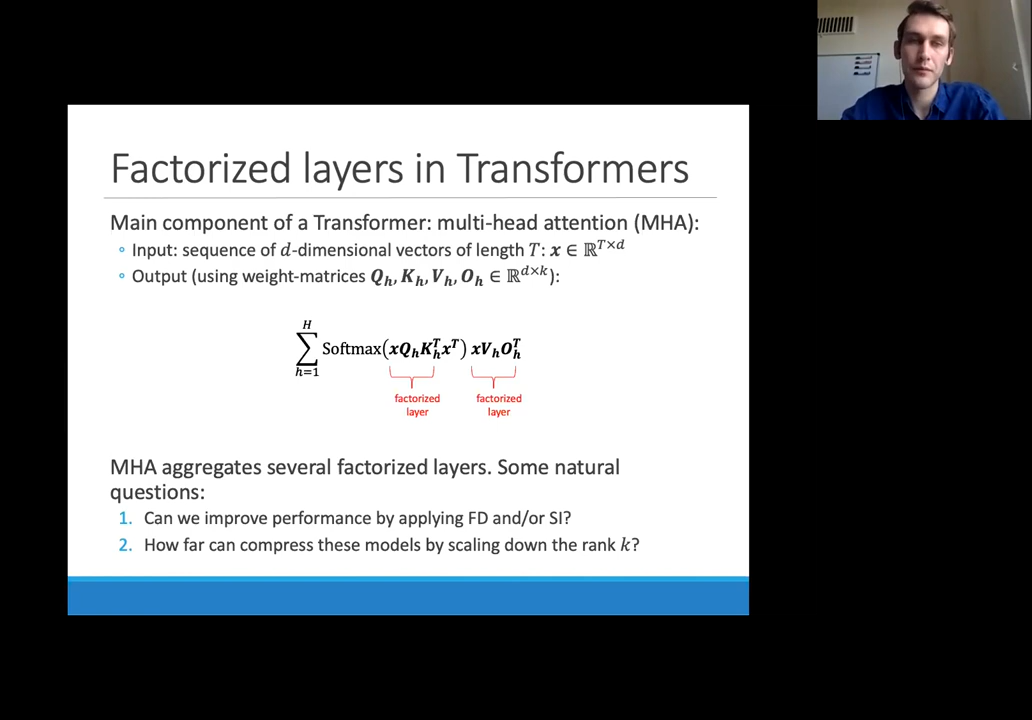 Factorized layers in Transformers
Main component of a Transformer: multi-head attention (MHA):
◦ Input: sequence of d-dimensional vectors of length T: x ∈ ℝ^{T×d}
◦ Output (using weight-matrices Q_h, K_h, V_h, O_h ∈ ℝ^{d×k}):
∑_{h=1}^{H} Softmax(xQ_hK_h^Tx^T) xV_hO_h^T
factorized layer
factorized layer
MHA aggregates several factorized layers. Some natural
questions:
1. Can we improve performance by applying FD and/or SI?
2. How far can compress these models by scaling down the rank k?